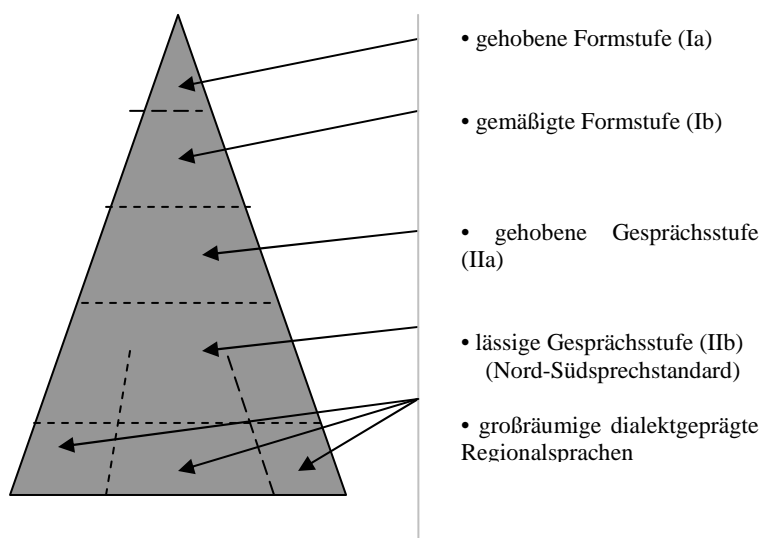 • gehobene Formstufe (Ia)
• gemäßigte Formstufe (Ib)
• gehobene Gesprächsstufe
(IIa)
• lässige Gesprächsstufe (IIb)
(Nord-Südsprechstandard)
• großräumige dialektgeprägte
Regionalsprachen